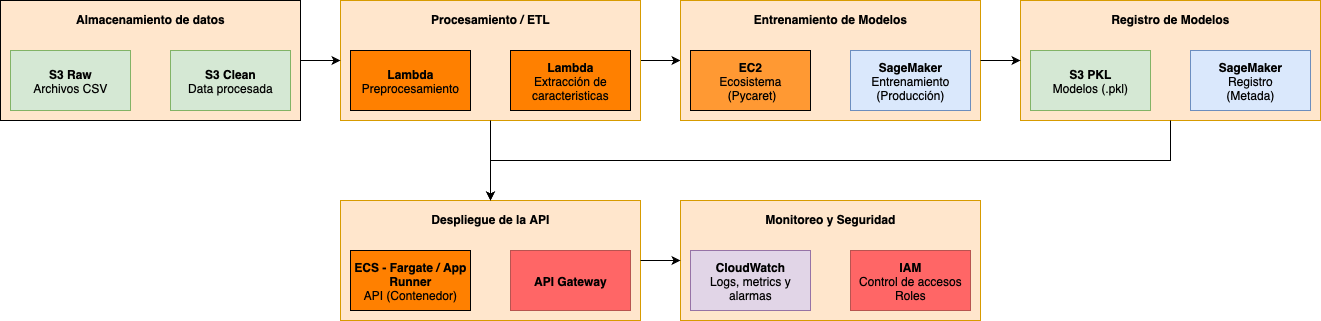 Almacenamiento de datos
S3 Raw
Archivos CSV
S3 Clean
Data procesada
Procesamiento / ETL
Lambda
Preprocesamiento
Lambda
Extracción de
caracteristicas
Entrenamiento de Modelos
EC2
Ecosistema
(Pycaret)
SageMaker
Entrenamiento
(Producción)
Registro de Modelos
S3 PKL
Modelos (.pkl)
SageMaker
Registro
(Metada)
Despliegue de la API
ECS - Fargate / App
Runner
API (Contenedor)
API Gateway
Monitoreo y Seguridad
CloudWatch
Logs, metrics y
alarmas
IAM
Control de accesos
Roles